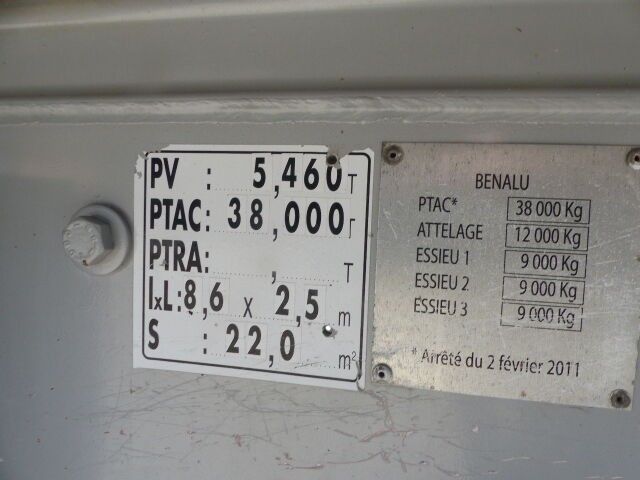 PV : 5,460 T
PTAC: 38,000 T
PTRA: , T
lxL: 8,6 x 2,5 m
S : 22,0 m²
BENALU
PTAC* 38 000 Kg
ATTELAGE 12 000 Kg
ESSIEU 1 9 000 Kg
ESSIEU 2 9 000 Kg
ESSIEU 3 9 000 Kg
* Arrêté du 2 février 2011